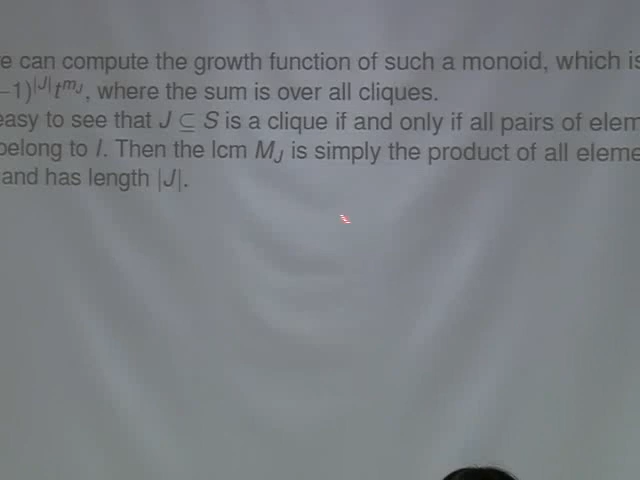 e can compute the growth function of such a monoid, which is
−1)^{|J|} t^{m_J}, where the sum is over all cliques.
easy to see that J ⊆ S is a clique if and only if all pairs of elem
belong to I. Then the lcm M_J is simply the product of all eleme
and has length |J|.